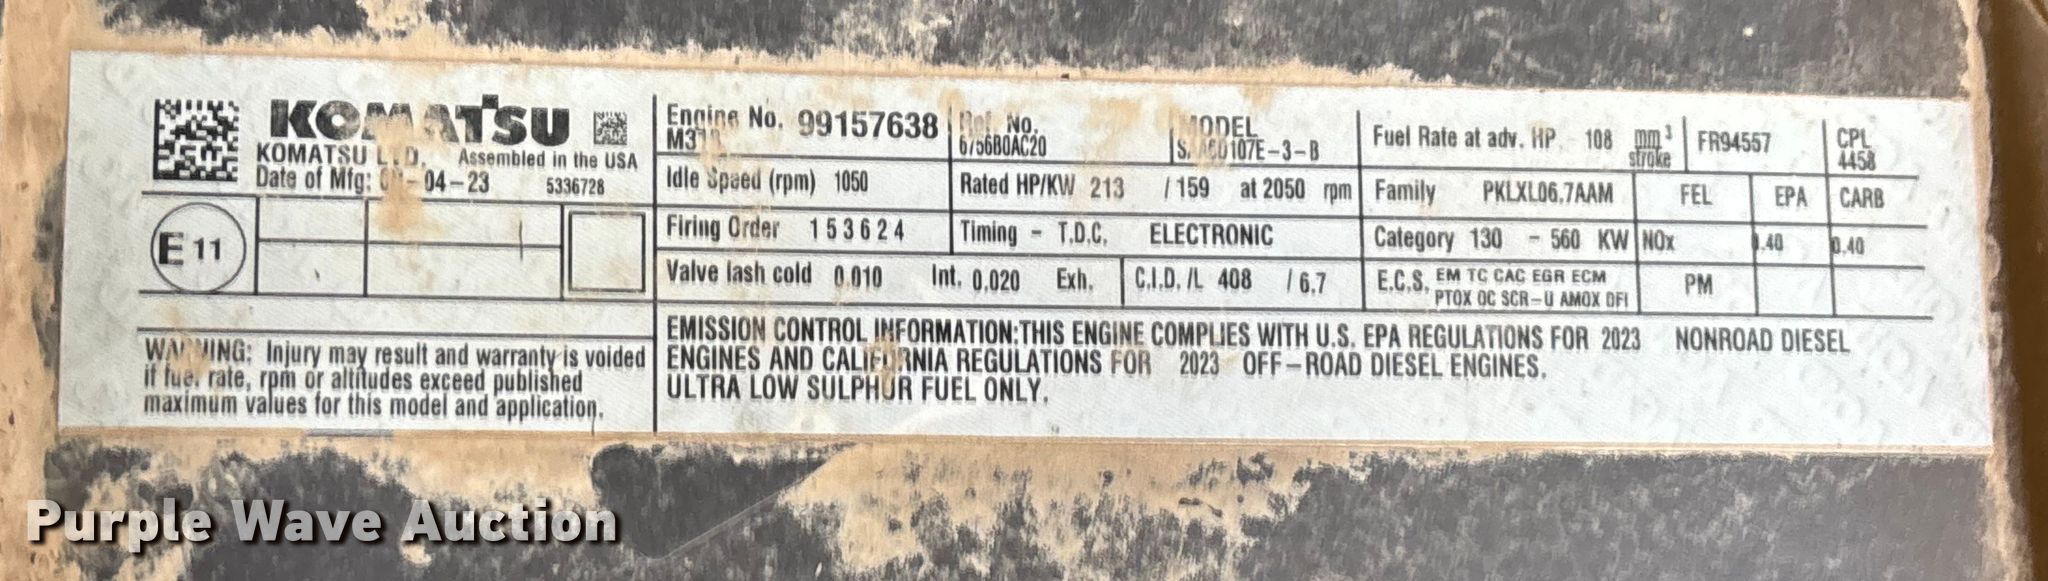 KOMATSU
KOMATSU LTD. Assembled in the USA
Date of Mfg: -04-23 5336728
E 11
WARNING: Injury may result and warranty is voided
if fuel rate, rpm or altitudes exceed published
maximum values for this model and application.
Engine No. 99157638
Ref. No.
6756B0AC20
MODEL
SAA6D107E-3-B
Fuel Rate at adv. HP. 108 mm³ stroke
FR94557
CPL
4458
Idle Speed (rpm) 1050
Rated HP/KW 213 / 159 at 2050 rpm
Family PKLXL06.7AAM
FEL EPA CARB
Firing Order 1 5 3 6 2 4
Timing - T.D.C. ELECTRONIC
Category 130 - 560 KW
NOx 0.40 0.40
Valve lash cold 0.010 Int. 0.020 Exh.
C.I.D. /L 408 / 6.7
E.C.S. EM TC CAC EGR ECM
PTOX OC SCR-U AMOX DFI
PM
EMISSION CONTROL INFORMATION:THIS ENGINE COMPLIES WITH U.S. EPA REGULATIONS FOR 2023 NONROAD DIESEL
ENGINES AND CALIFORNIA REGULATIONS FOR 2023 OFF-ROAD DIESEL ENGINES.
ULTRA LOW SULPHUR FUEL ONLY.
Purple Wave Auction